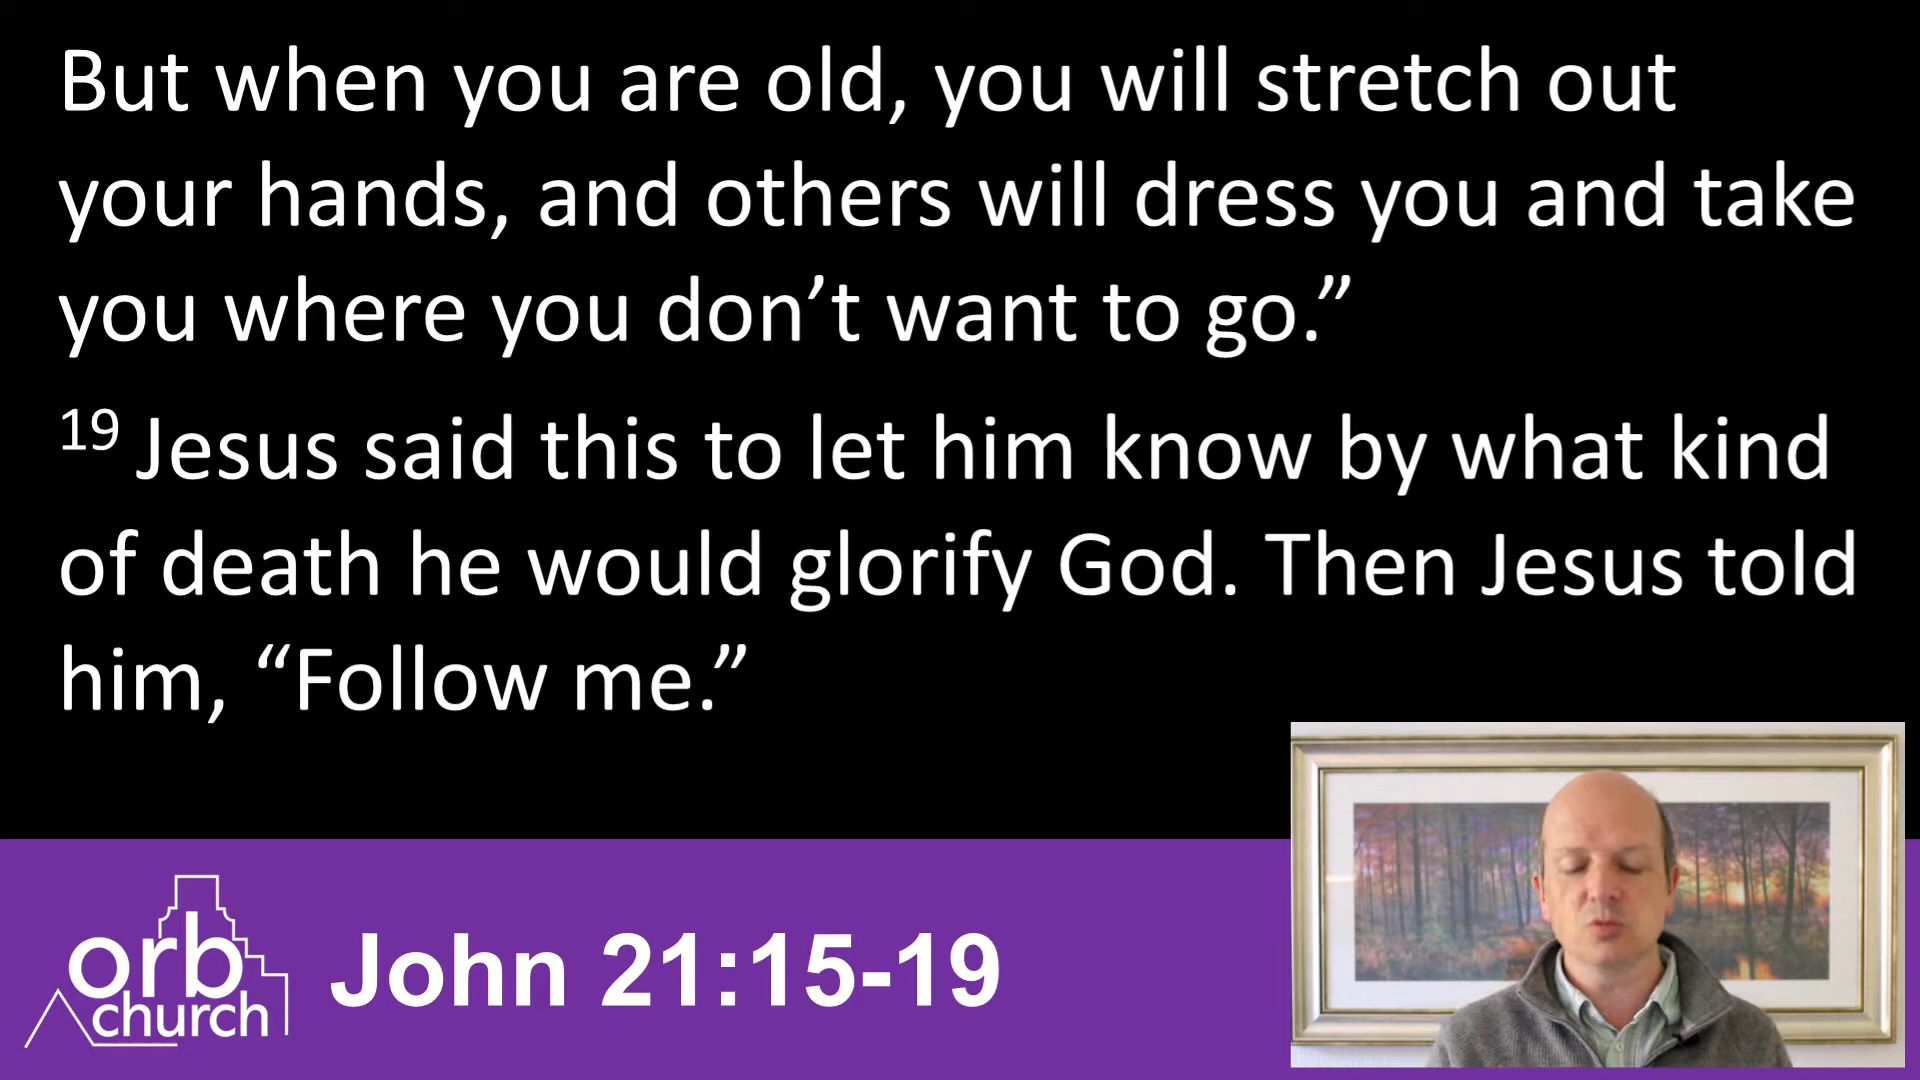 But when you are old, you will stretch out
your hands, and others will dress you and take
you where you don’t want to go.”
19 Jesus said this to let him know by what kind
of death he would glorify God. Then Jesus told
him, “Follow me.”
orb
church
John 21:15-19